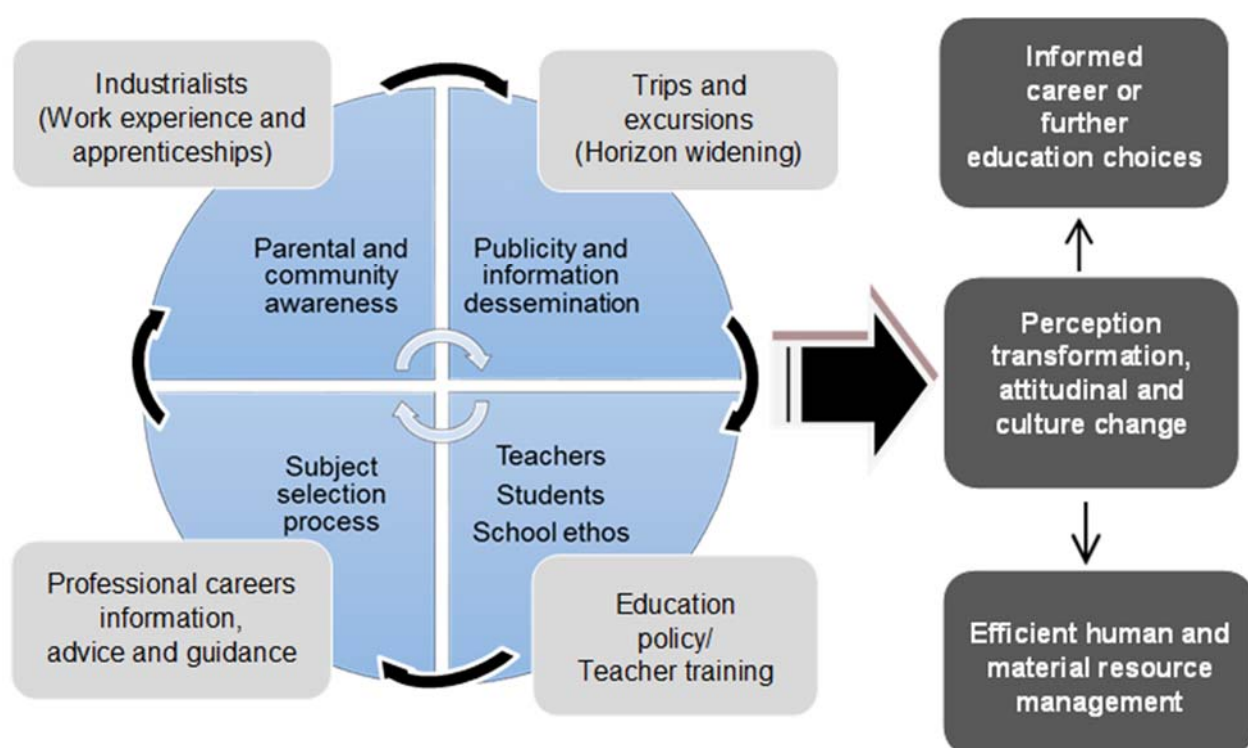 Industrialists
(Work experience and
apprenticeships)
Trips and
excursions
(Horizon widening)
Parental and
community
awareness
Publicity and
information
dessemination
Subject
selection
process
Teachers
Students
School ethos
Professional careers
information,
advice and guidance
Education
policy/
Teacher training
Informed
career or
further
education choices
Perception
transformation,
attitudinal and
culture change
Efficient human and
material resource
management